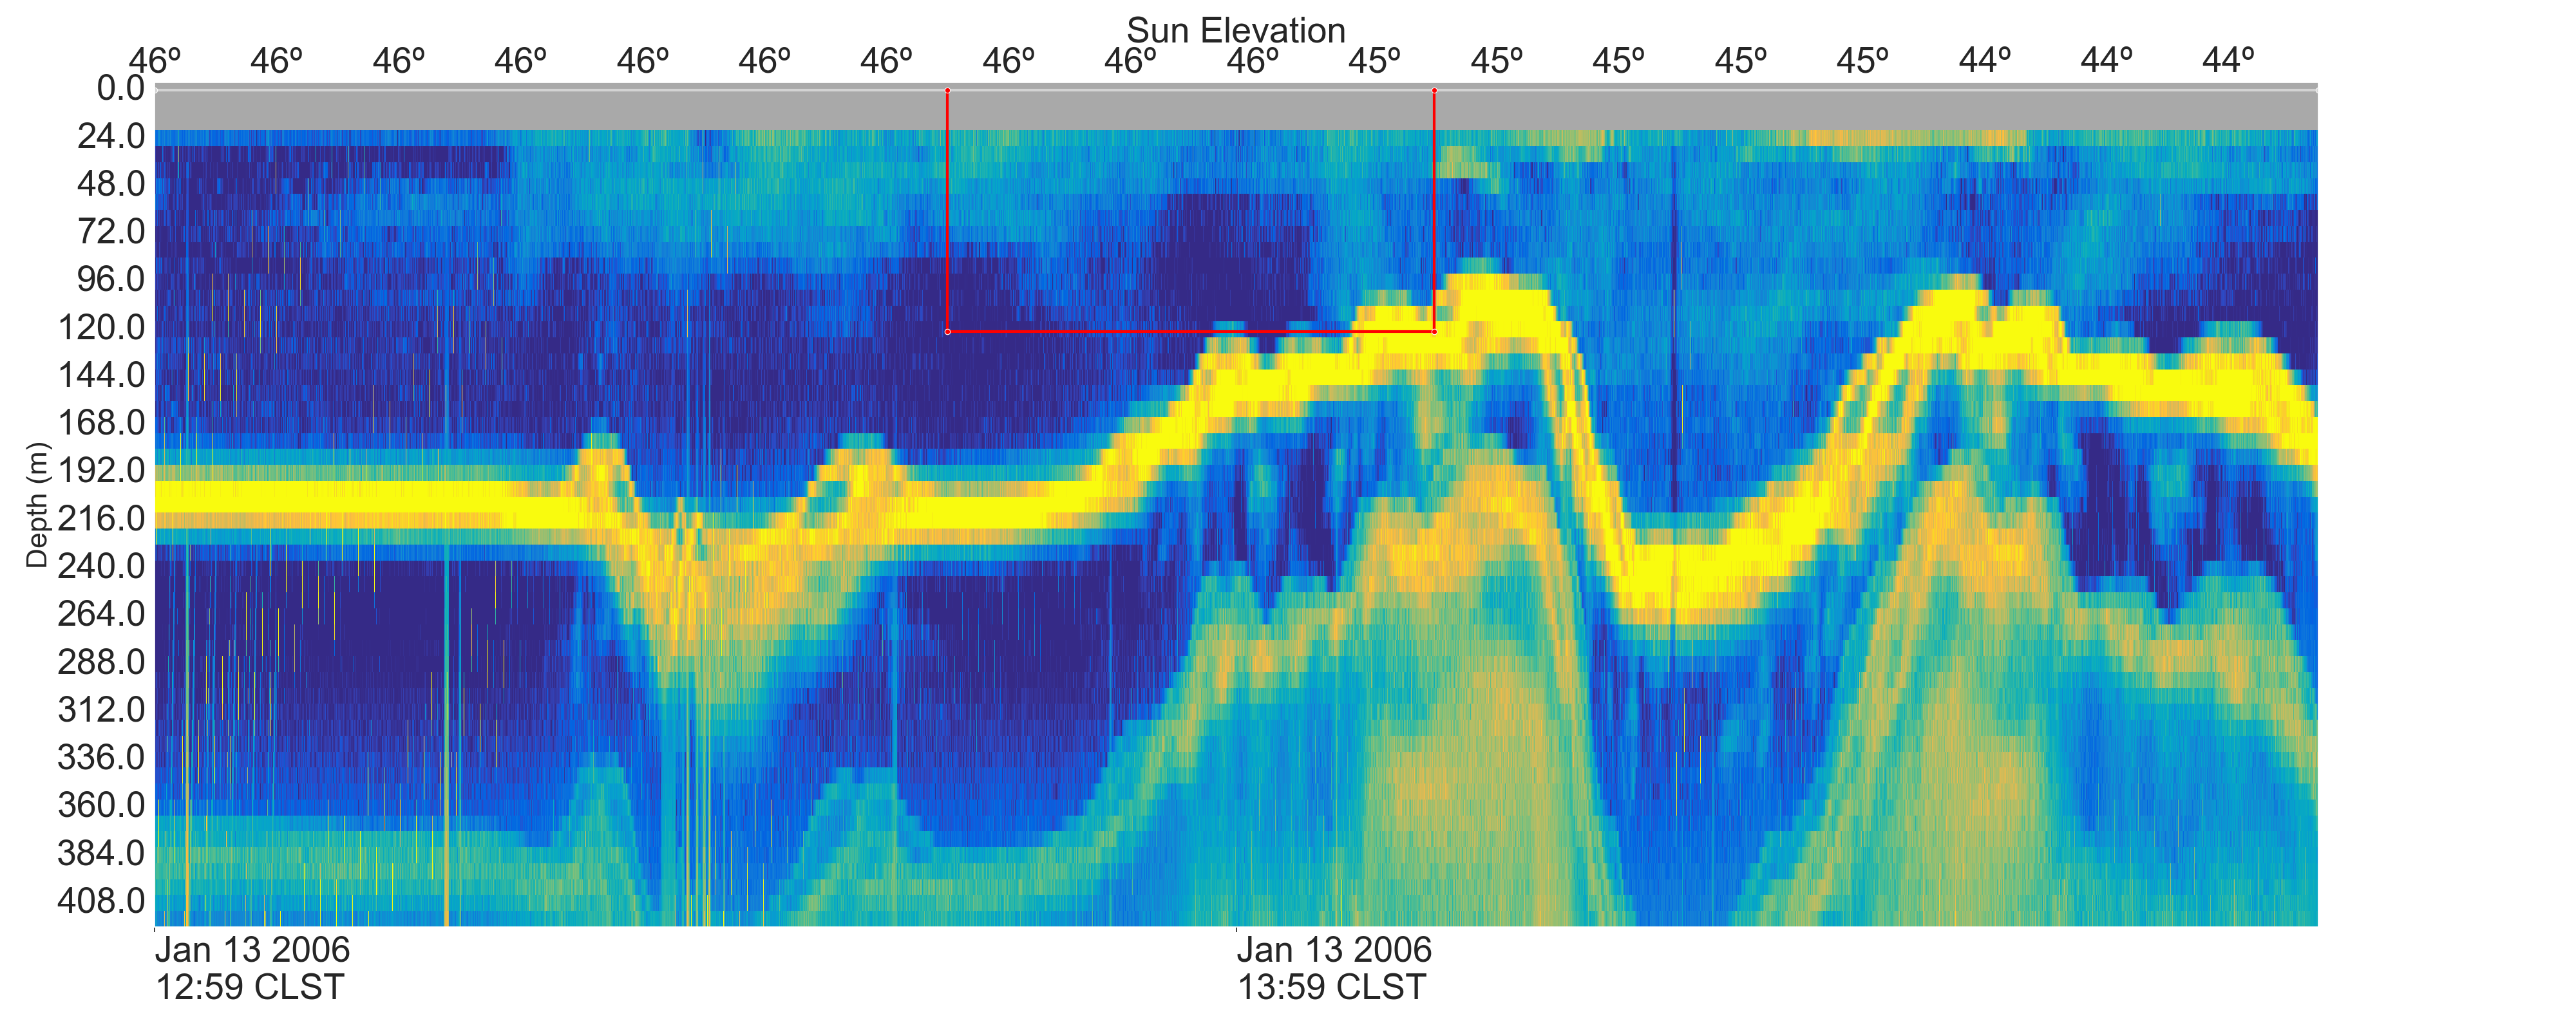 Sun Elevation
46º 46º 46º 46º 46º 46º 46º 46º 46º 46º 45º 45º 45º 45º 45º 44º 44º 44º
0.0
24.0
48.0
72.0
96.0
120.0
144.0
168.0
192.0
216.0
240.0
264.0
288.0
312.0
336.0
360.0
384.0
408.0
Depth (m)
Jan 13 2006
12:59 CLST
Jan 13 2006
13:59 CLST